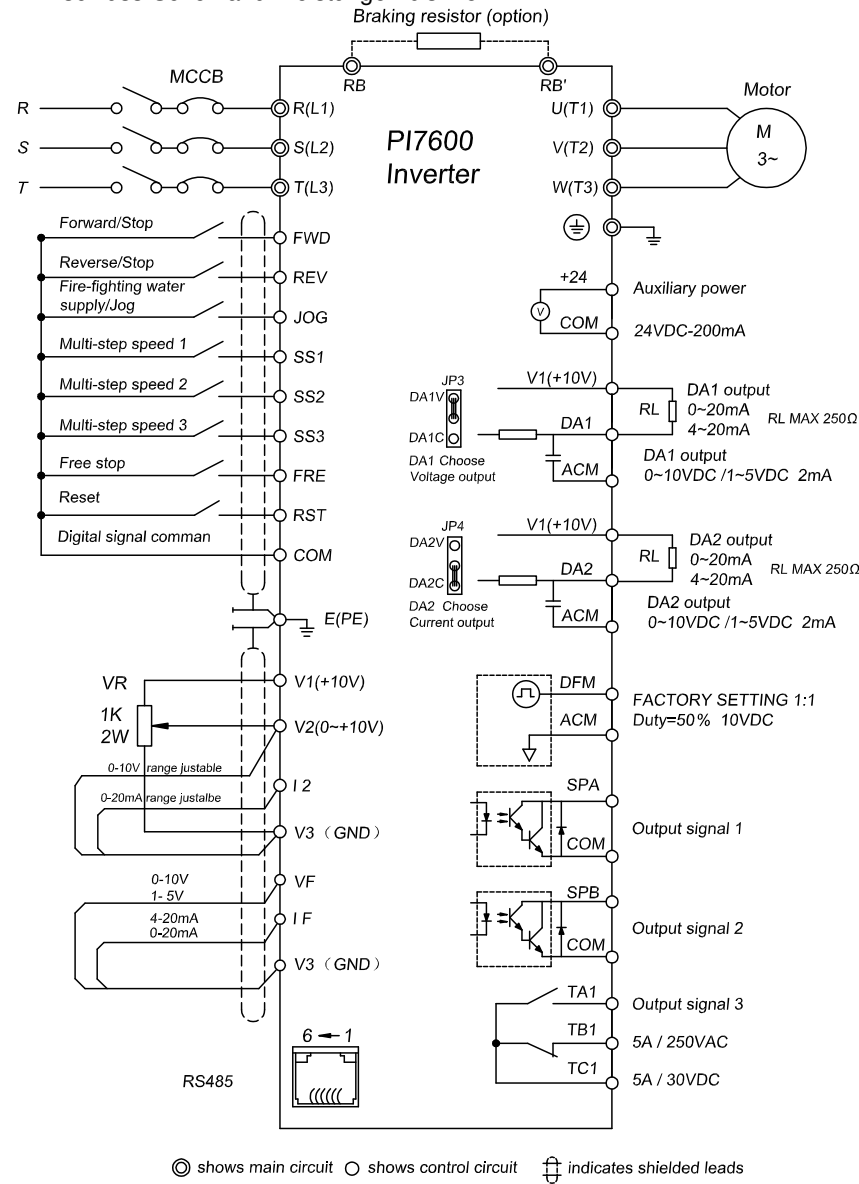 Braking resistor (option)
RB
RB'
MCCB
Motor
R
R(L1)
U(T1)
S
S(L2)
V(T2)
T
T(L3)
W(T3)
PI7600
Inverter
M
3~
Forward/Stop
FWD
Reverse/Stop
REV
Fire-fighting water
supply/Jog
JOG
Multi-step speed 1
SS1
Multi-step speed 2
SS2
Multi-step speed 3
SS3
Free stop
FRE
Reset
RST
Digital signal comman
COM
E(PE)
VR
1K
2W
V1(+10V)
V2(0~+10V)
0-10V range justable
I 2
0-20mA range justalbe
V3（GND）
0-10V
1- 5V
VF
4-20mA
0-20mA
I F
V3（GND）
6 ← 1
RS485
+24
V
COM
Auxiliary power
24VDC-200mA
JP3
DA1V
DA1C
DA1 Choose
Voltage output
V1(+10V)
DA1
ACM
RL
DA1 output
0~20mA
4~20mA
RL MAX 250Ω
DA1 output
0~10VDC /1~5VDC 2mA
JP4
DA2V
DA2C
DA2 Choose
Current output
V1(+10V)
DA2
ACM
RL
DA2 output
0~20mA
4~20mA
RL MAX 250Ω
DA2 output
0~10VDC /1~5VDC 2mA
DFM
ACM
FACTORY SETTING 1:1
Duty=50% 10VDC
SPA
COM
Output signal 1
SPB
COM
Output signal 2
TA1
Output signal 3
TB1
5A / 250VAC
TC1
5A / 30VDC
shows main circuit
shows control circuit
indicates shielded leads